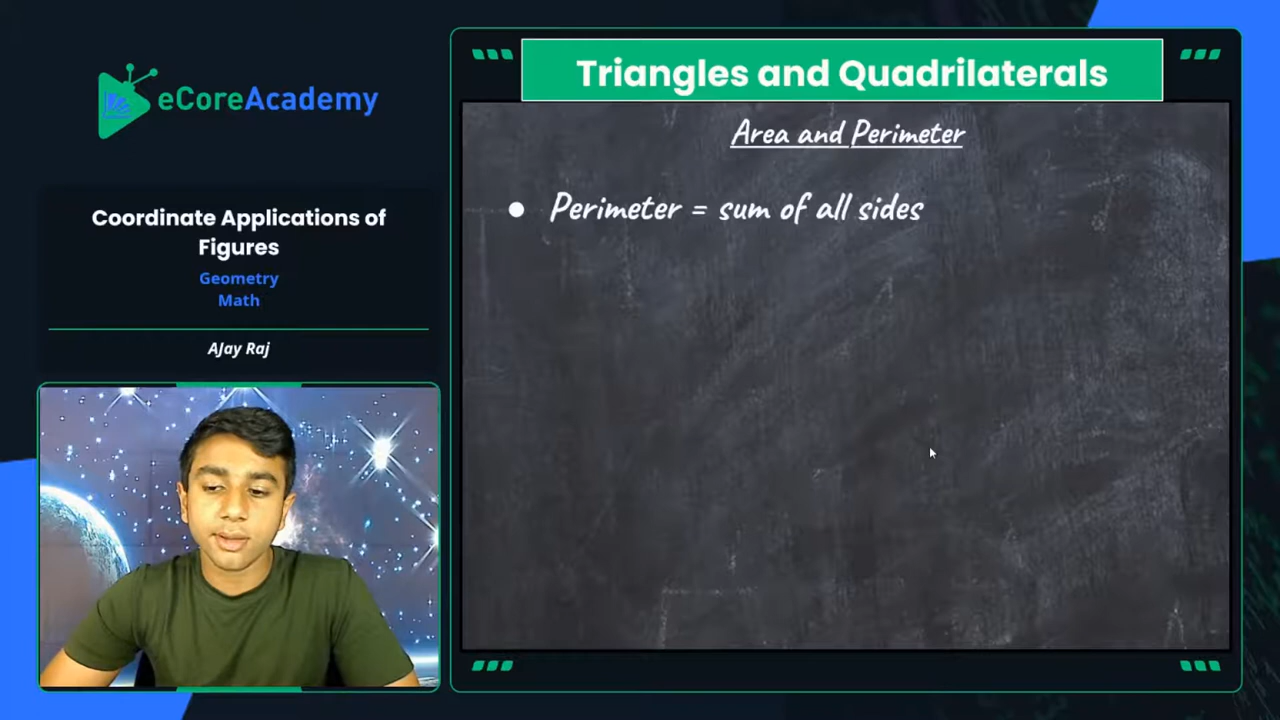 eCoreAcademy
Coordinate Applications of
Figures
Geometry
Math
AJay Raj
Triangles and Quadrilaterals
Area and Perimeter
● Perimeter = sum of all sides